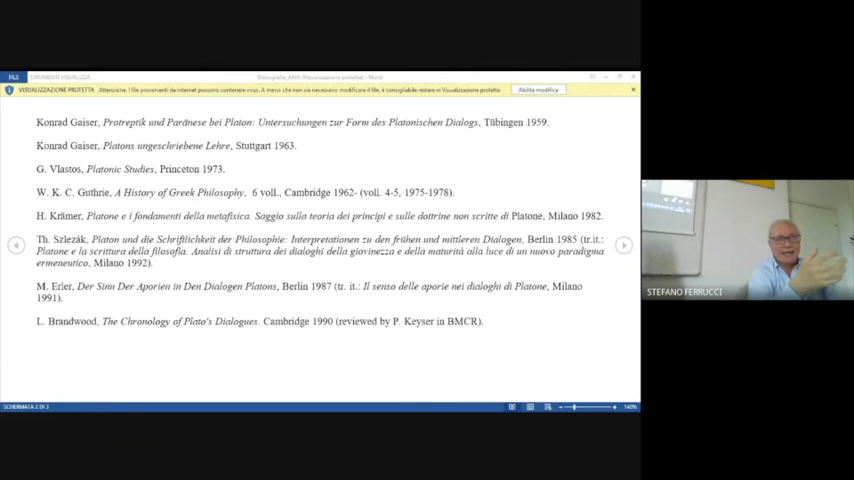 FILE STRUMENTI VISUALIZZA Bibliografia_AMA (Visualizzazione protetta) - Word
VISUALIZZAZIONE PROTETTA Attenzione. I file provenienti da Internet possono contenere virus. A meno che non sia necessario modificare il file, è consigliabile restare in Visualizzazione protetta. Abilita modifica
Konrad Gaiser, Protreptik und Paränese bei Platon: Untersuchungen zur Form des Platonischen Dialogs, Tübingen 1959.
Konrad Gaiser, Platons ungeschriebene Lehre, Stuttgart 1963.
G. Vlastos, Platonic Studies, Princeton 1973.
W. K. C. Guthrie, A History of Greek Philosophy, 6 voll., Cambridge 1962- (voll. 4-5, 1975-1978).
H. Krämer, Platone e i fondamenti della metafisica. Saggio sulla teoria dei principi e sulle dottrine non scritte di Platone, Milano 1982.
Th. Szlezák, Platon und die Schriftlichkeit der Philosophie: Interpretationen zu den frühen und mittleren Dialogen, Berlin 1985 (tr.it.:
Platone e la scrittura della filosofia. Analisi di struttura dei dialoghi della giovinezza e della maturità alla luce di un nuovo paradigma
ermeneutico, Milano 1992).
M. Erler, Der Sinn Der Aporien in Den Dialogen Platons, Berlin 1987 (tr. it.: Il senso delle aporie nei dialoghi di Platone, Milano
1991).
L. Brandwood, The Chronology of Plato's Dialogues. Cambridge 1990 (reviewed by P. Keyser in BMCR).
STEFANO FERRUCCI
SCHERMATA 2 DI 3 140%